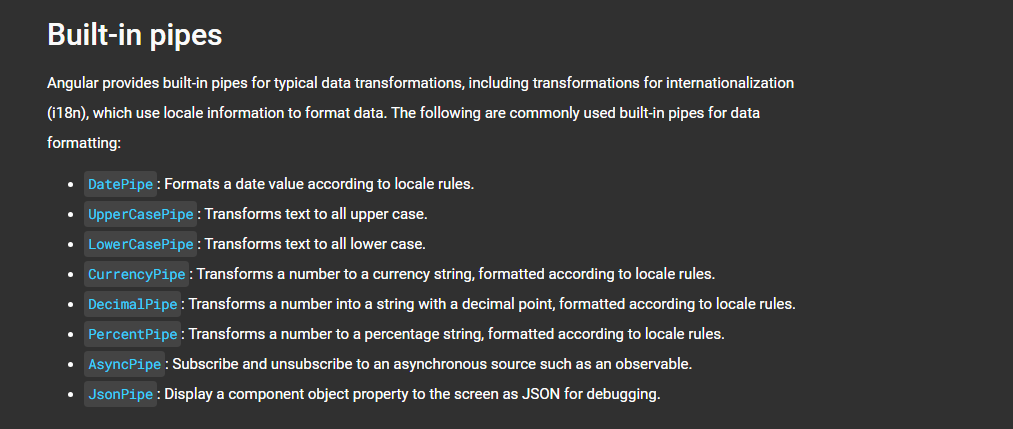 Built-in pipes
Angular provides built-in pipes for typical data transformations, including transformations for internationalization
(i18n), which use locale information to format data. The following are commonly used built-in pipes for data
formatting:
• DatePipe: Formats a date value according to locale rules.
• UpperCasePipe: Transforms text to all upper case.
• LowerCasePipe: Transforms text to all lower case.
• CurrencyPipe: Transforms a number to a currency string, formatted according to locale rules.
• DecimalPipe: Transforms a number into a string with a decimal point, formatted according to locale rules.
• PercentPipe: Transforms a number to a percentage string, formatted according to locale rules.
• AsyncPipe: Subscribe and unsubscribe to an asynchronous source such as an observable.
• JsonPipe: Display a component object property to the screen as JSON for debugging.